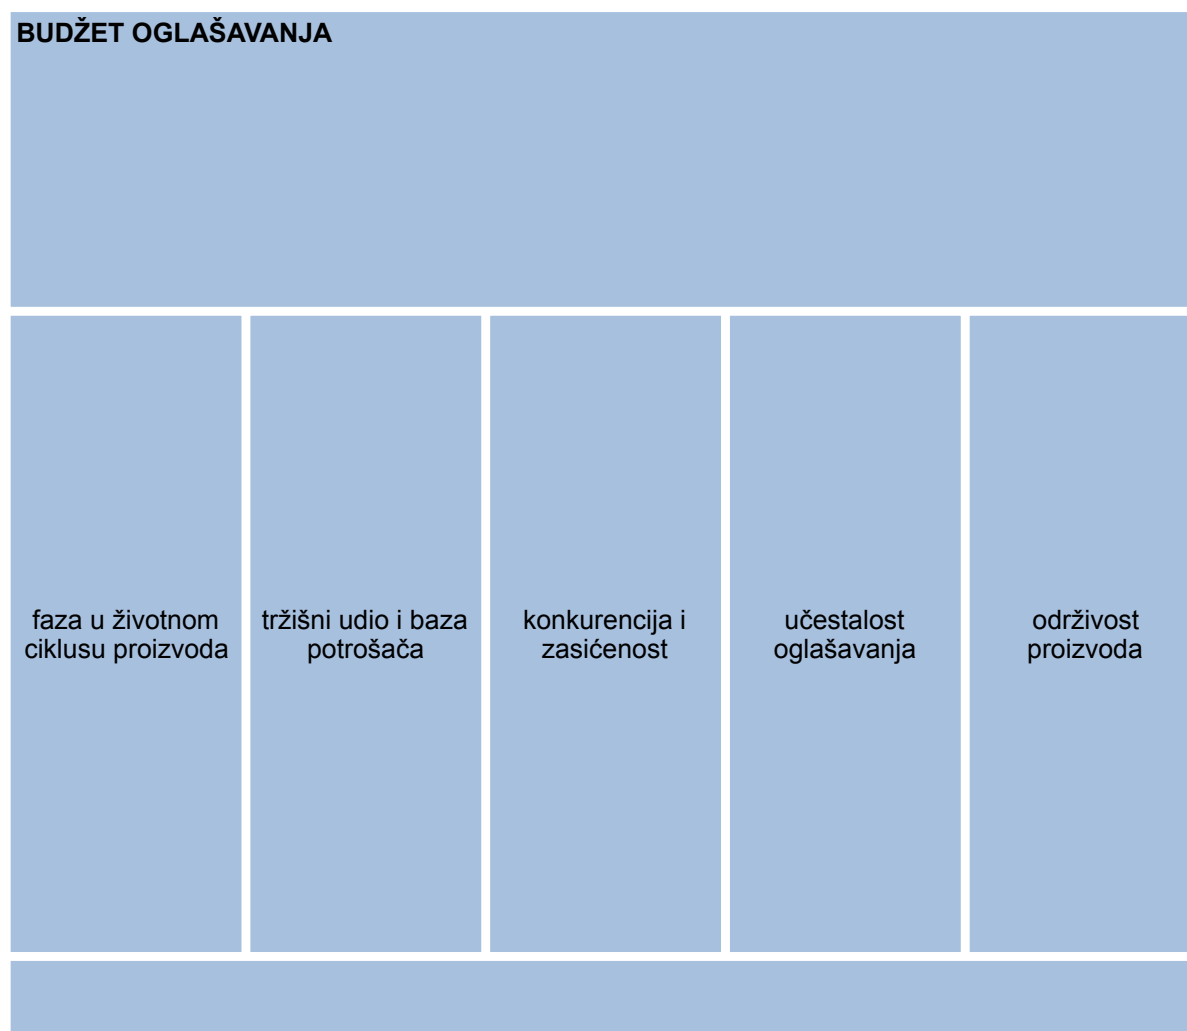 BUDŽET OGLAŠAVANJA
faza u životnom
ciklusu proizvoda
tržišni udio i baza
potrošača
konkurencija i
zasićenost
učestalost
oglašavanja
održivost
proizvoda